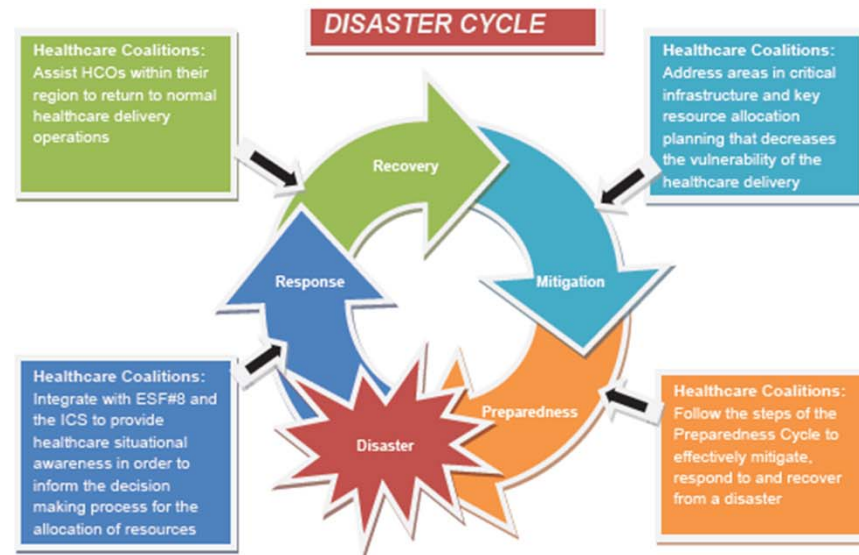 DISASTER CYCLE
Healthcare Coalitions:
Assist HCOs within their
region to return to normal
healthcare delivery
operations
Healthcare Coalitions:
Address areas in critical
infrastructure and key
resource allocation
planning that decreases
the vulnerability of the
healthcare delivery
Recovery
Mitigation
Response
Preparedness
Disaster
Healthcare Coalitions:
Integrate with ESF#8 and
the ICS to provide
healthcare situational
awareness in order to
inform the decision
making process for the
allocation of resources
Healthcare Coalitions:
Follow the steps of the
Preparedness Cycle to
effectively mitigate,
respond to and recover
from a disaster